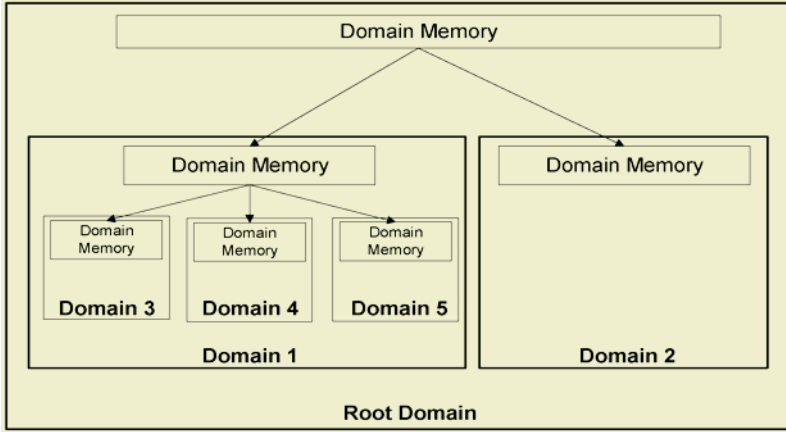 Domain Memory
Domain Memory
Domain Memory
Domain
Memory
Domain
Memory
Domain
Memory
Domain 3
Domain 4
Domain 5
Domain 1
Domain 2
Root Domain